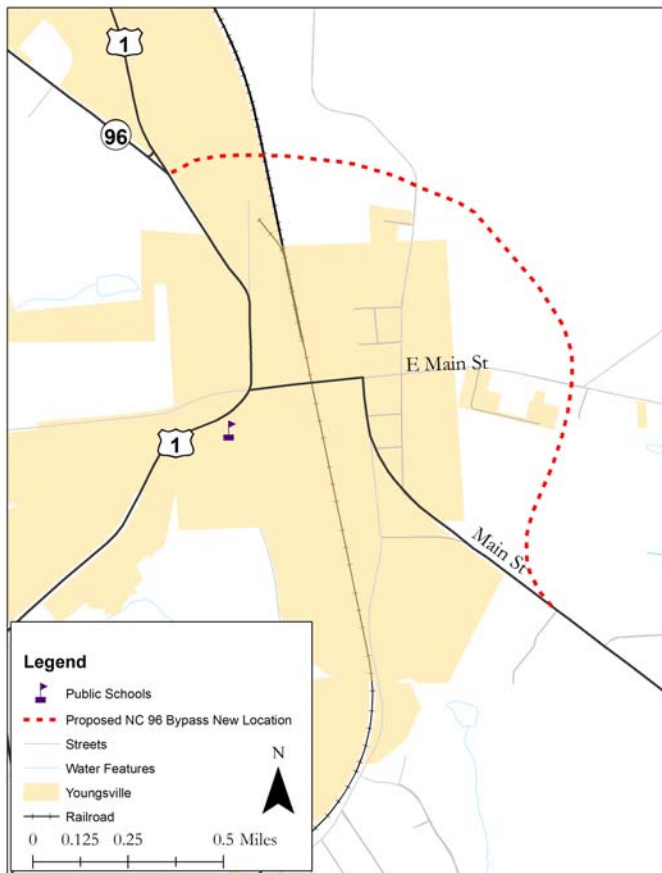 1
96
E Main St
1
Main St
Legend
Public Schools
Proposed NC 96 Bypass New Location
Streets
Water Features
Youngsville
Railroad
N
0 0.125 0.25 0.5 Miles